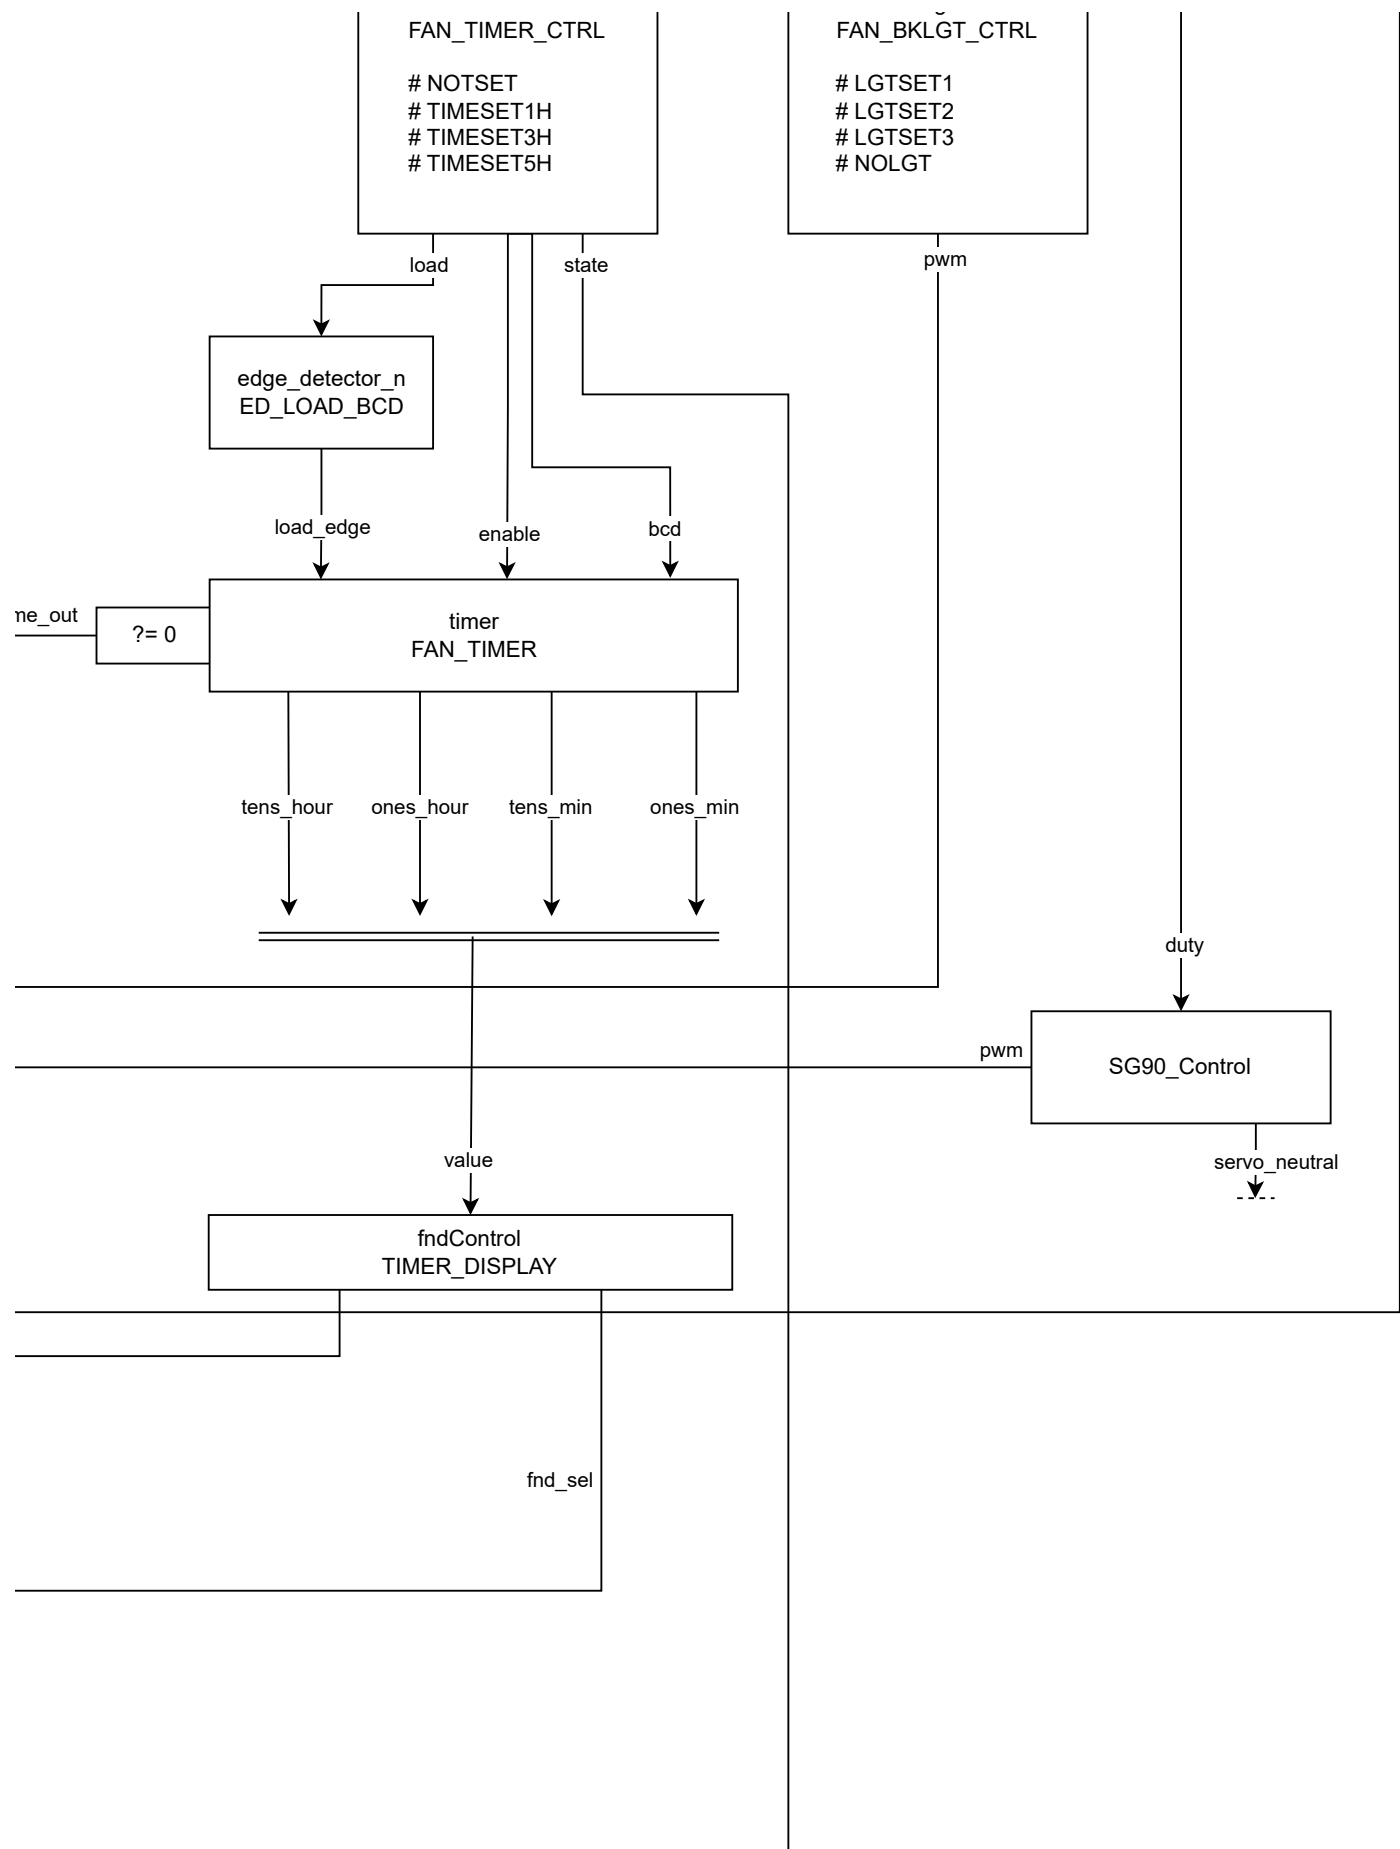 FAN_TIMER_CTRL
# NOTSET
# TIMESET1H
# TIMESET3H
# TIMESET5H
FAN_BKLGT_CTRL
# LGTSET1
# LGTSET2
# LGTSET3
# NOLGT
load
state
pwm
edge_detector_n
ED_LOAD_BCD
load_edge
enable
bcd
me_out
?= 0
timer
FAN_TIMER
tens_hour
ones_hour
tens_min
ones_min
duty
pwm
SG90_Control
value
servo_neutral
fndControl
TIMER_DISPLAY
fnd_sel